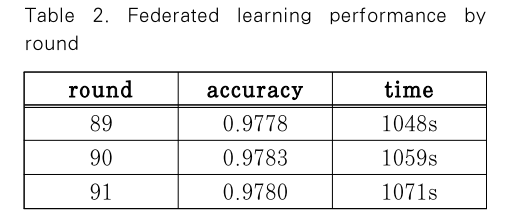 Table 2. Federated learning performance by
round
round accuracy time
89 0.9778 1048s
90 0.9783 1059s
91 0.9780 1071s